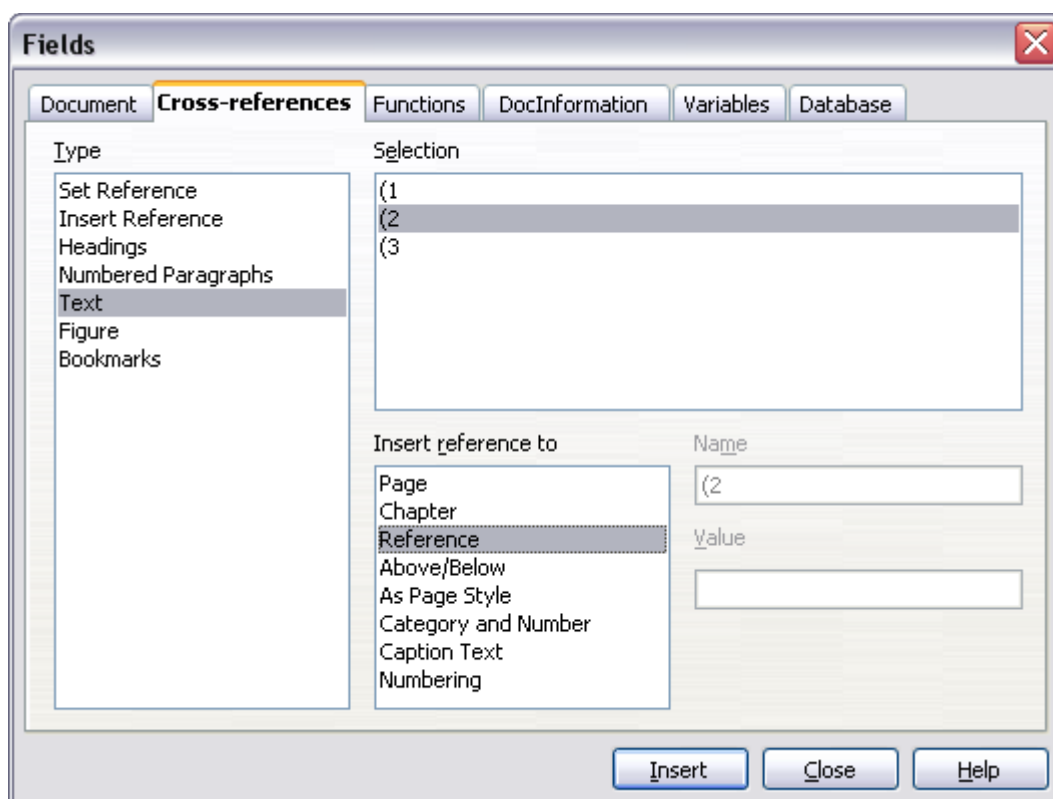 Fields
Document Cross-references Functions DocInformation Variables Database
Type
Set Reference
Insert Reference
Headings
Numbered Paragraphs
Text
Figure
Bookmarks
Selection
(1
(2
(3
Insert reference to
Page
Chapter
Reference
Above/Below
As Page Style
Category and Number
Caption Text
Numbering
Name
(2
Value
Insert Close Help